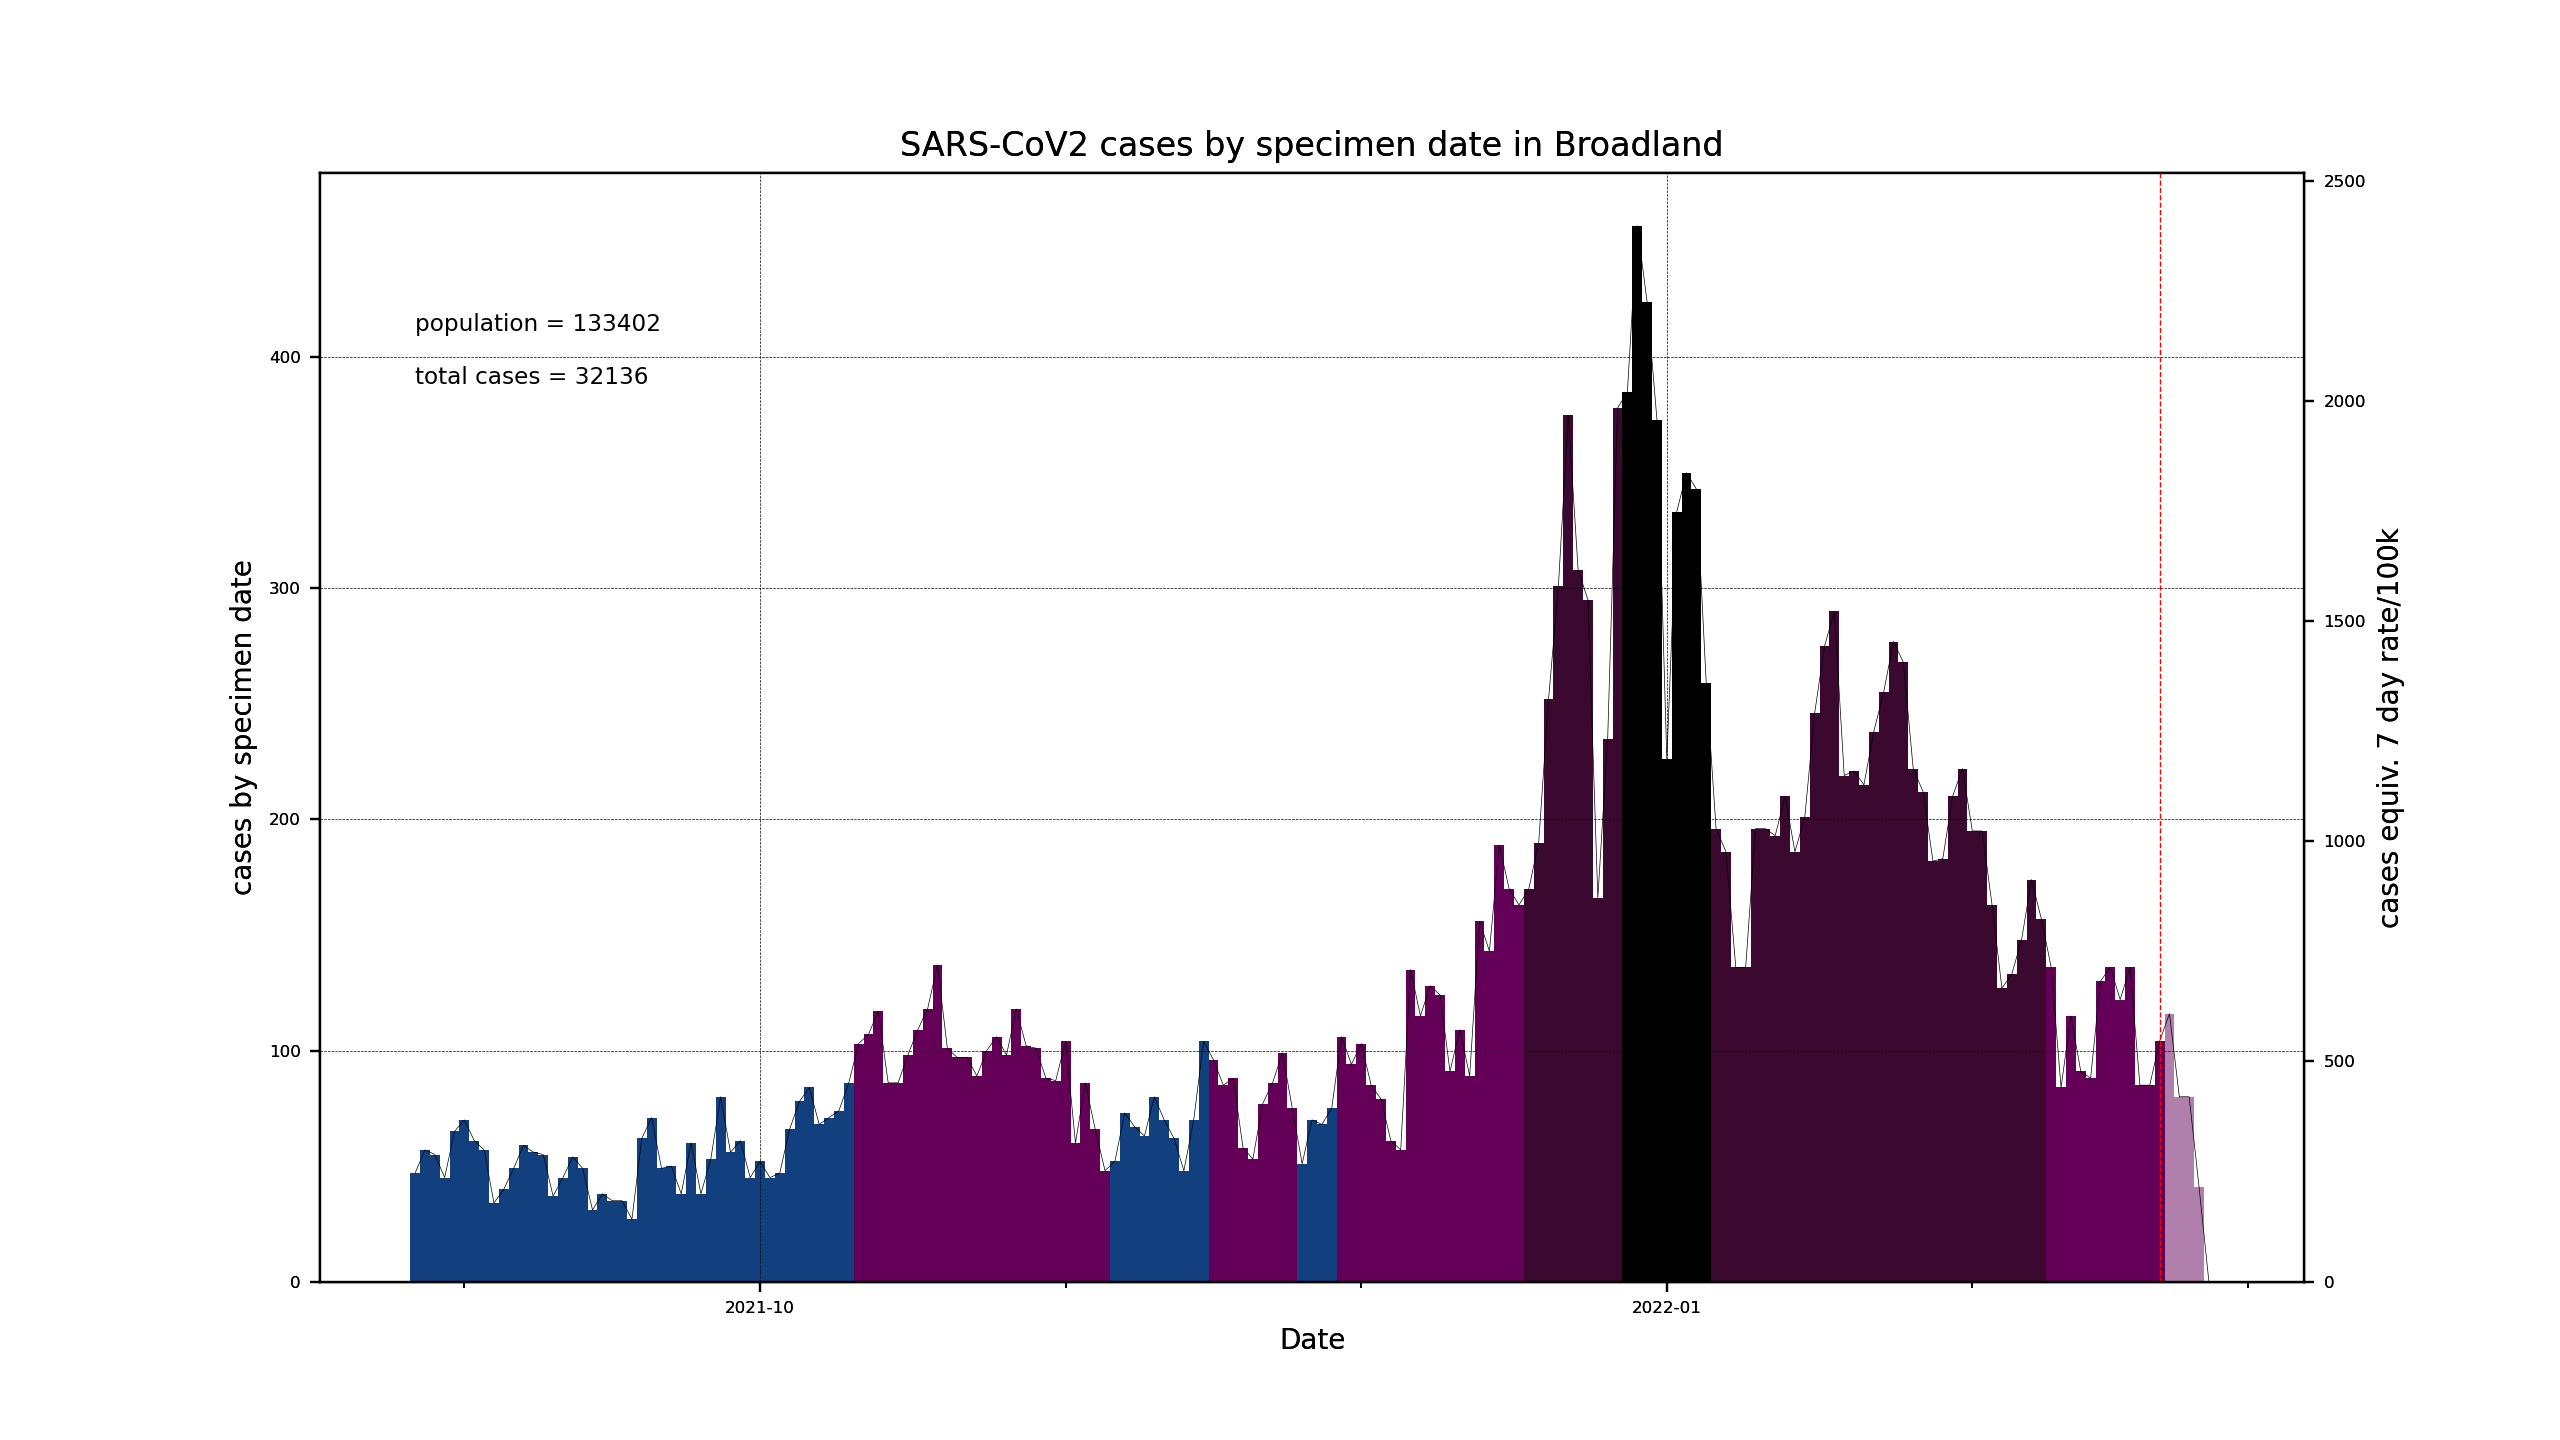 SARS-CoV2 cases by specimen date in Broadland
population = 133402
total cases = 32136
cases by specimen date
400
300
200
100
0
2500
2000
1500
1000
500
0
cases equiv. 7 day rate/100k
2021-10
2022-01
Date